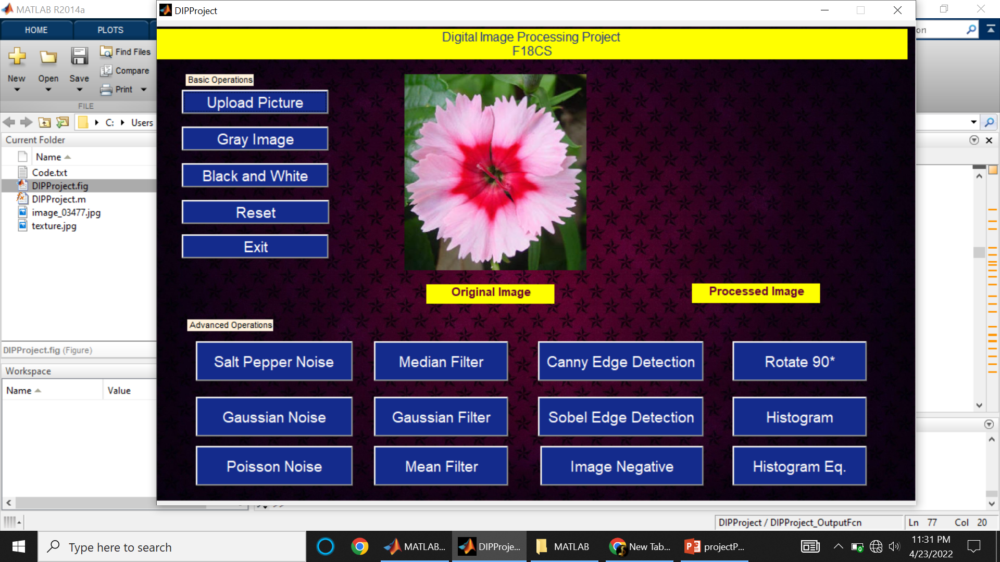 MATLAB R2014a
DIPProject
HOME
PLOTS
on
Digital Image Processing Project
F18CS
New
Open
Save
Find Files
Compare
Print
FILE
C:
Users
Current Folder
Name
Code.txt
DIPProject.fig
DIPProject.m
image_03477.jpg
texture.jpg
DIPProject.fig (Figure)
Workspace
Name
Value
Basic Operations
Upload Picture
Gray Image
Black and White
Reset
Exit
Original Image
Processed Image
Advanced Operations
Salt Pepper Noise
Median Filter
Canny Edge Detection
Rotate 90*
Gaussian Noise
Gaussian Filter
Sobel Edge Detection
Histogram
Poisson Noise
Mean Filter
Image Negative
Histogram Eq.
DIPProject / DIPProject_OutputFcn
Ln 77 Col 20
Type here to search
MATLAB...
DIPProje...
MATLAB
New Tab...
projectP...
11:31 PM
4/23/2022